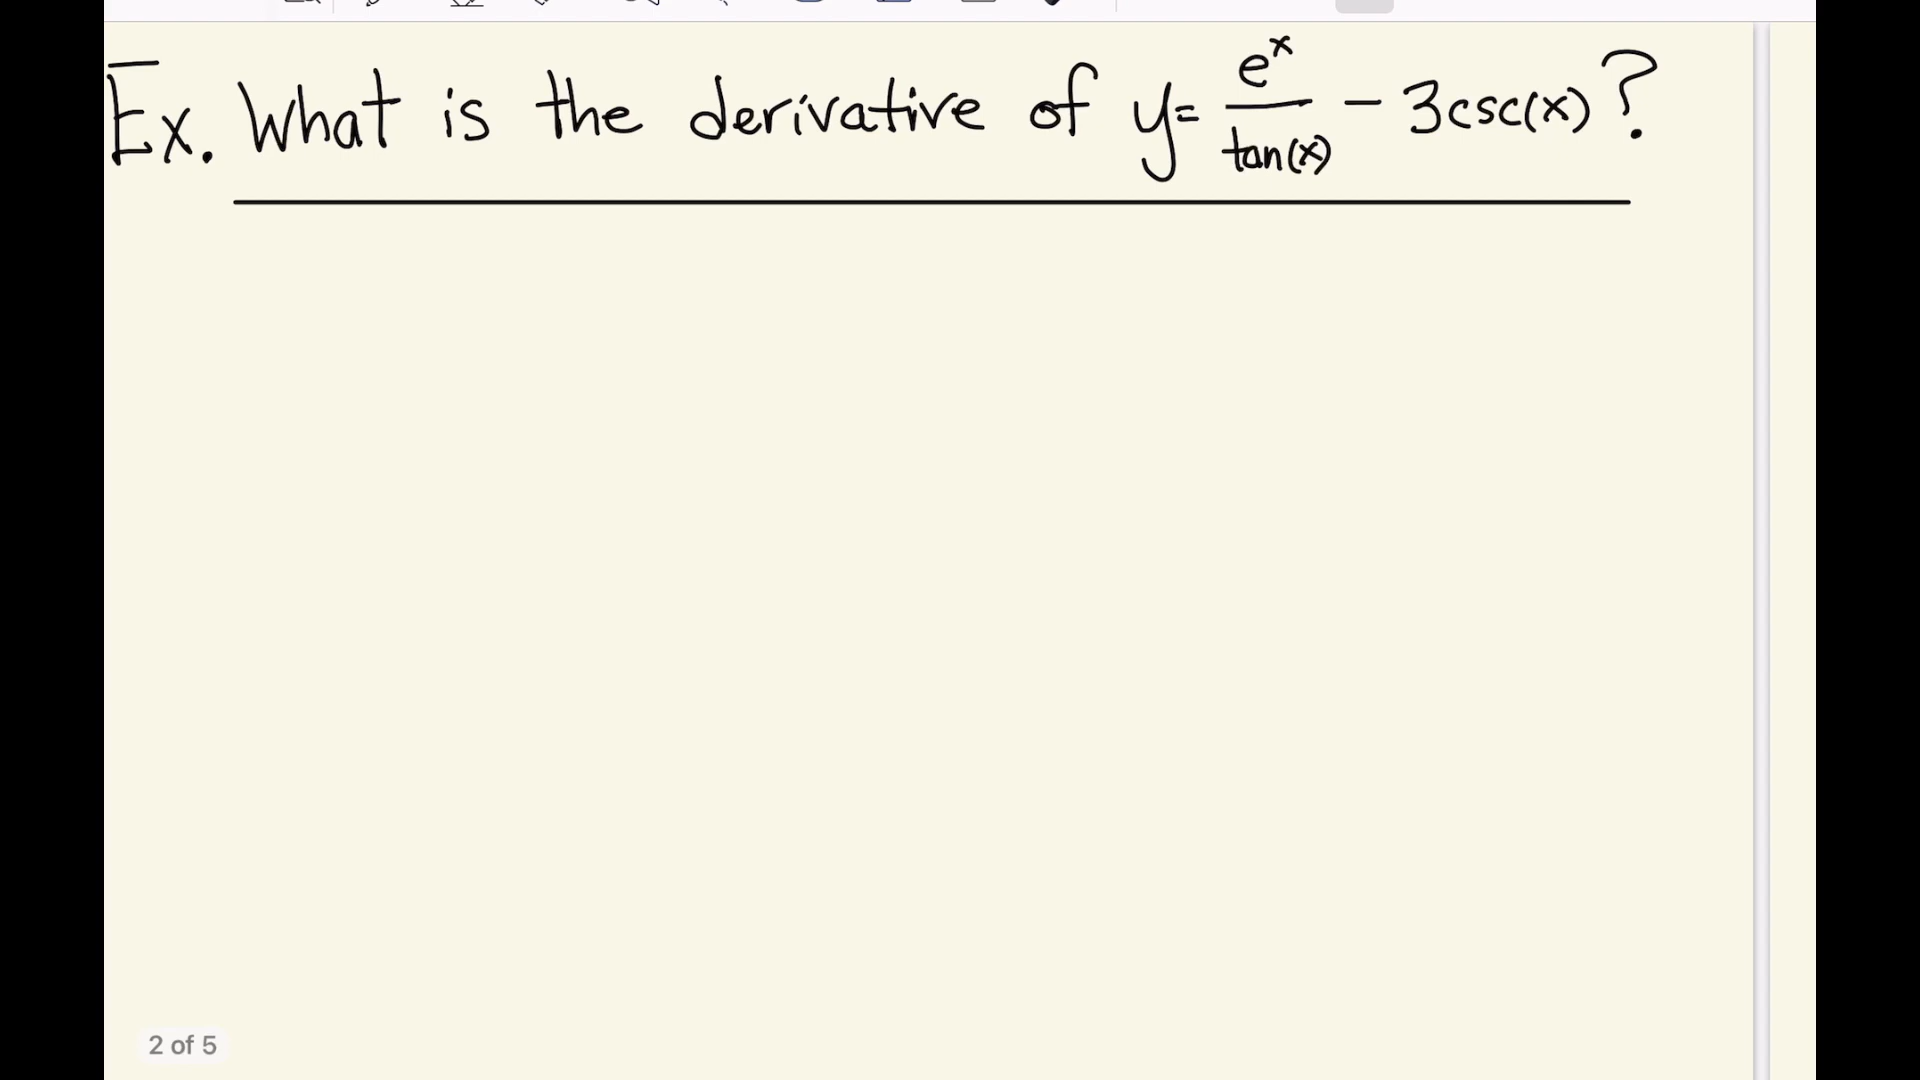 Ex. What is the derivative of y = e^x/tan(x) - 3csc(x)?
2 of 5